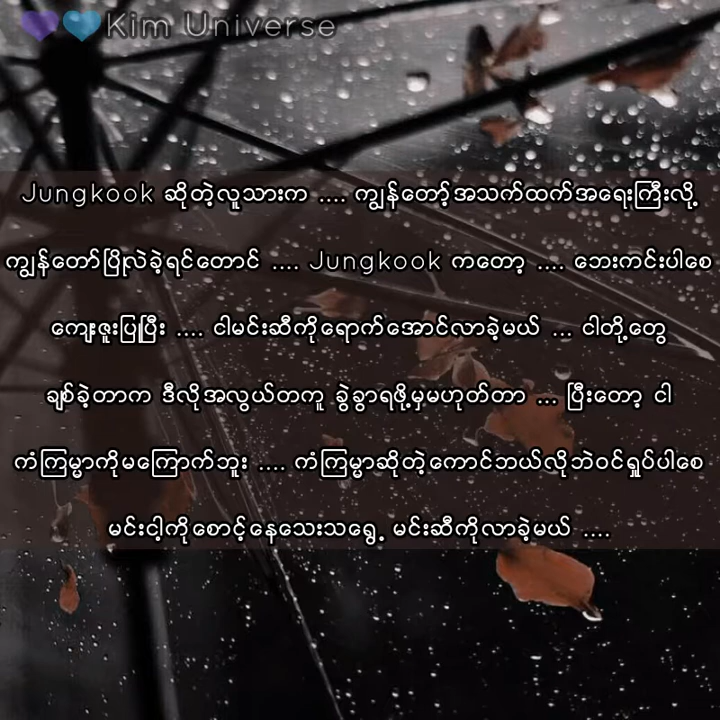 💜💙Kim Universe
Jungkook ဆိုတဲ့လူသားက .... ကျွန်တော့်အသက်ထက်အရေးကြီးလို့
ကျွန်တော်ပြိုလဲခဲ့ရင်တောင် .... Jungkook ကတော့ .... ဘေးကင်းပါစေ
ကျေးဇူးပြုပြီး .... ငါမင်းဆီကိုရောက်အောင်လာခဲ့မယ် ... ငါတို့တွေ
ချစ်ခဲ့တာက ဒီလိုအလွယ်တကူ ခွဲခွာရဖို့မှမဟုတ်တာ ... ပြီးတော့ ငါ
ကံကြမ္မာကိုမကြောက်ဘူး .... ကံကြမ္မာဆိုတဲ့ကောင်ဘယ်လိုဘဲဝင်ရှုပ်ပါစေ
မင်းငါ့ကိုစောင့်နေသေးသရွေ့ မင်းဆီကိုလာခဲ့မယ် ....